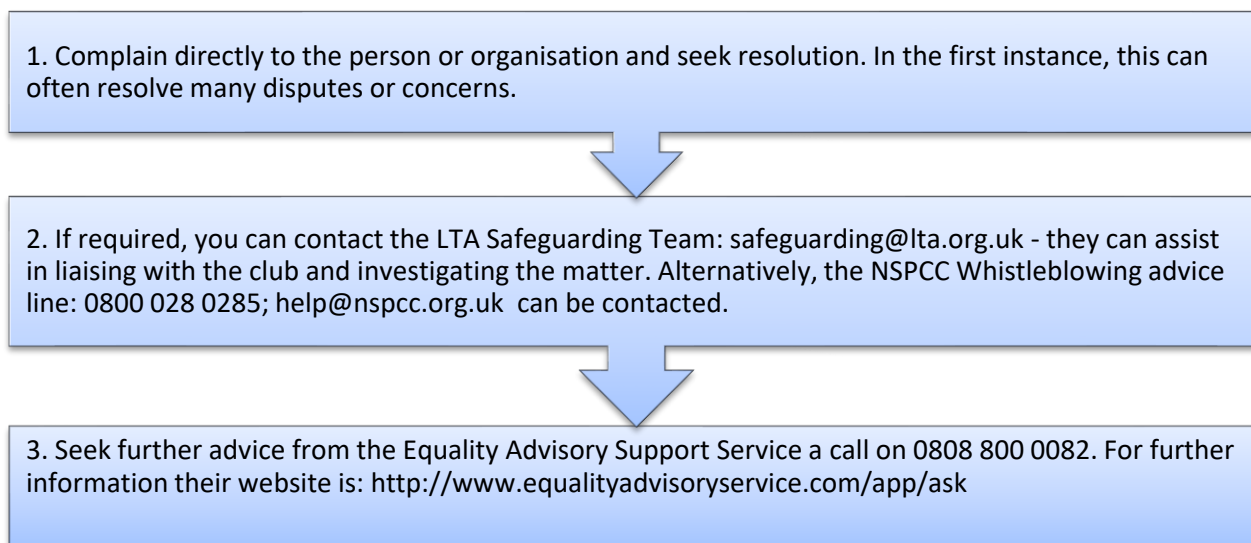 1. Complain directly to the person or organisation and seek resolution. In the first instance, this can
often resolve many disputes or concerns.
2. If required, you can contact the LTA Safeguarding Team: safeguarding@lta.org.uk - they can assist
in liaising with the club and investigating the matter. Alternatively, the NSPCC Whistleblowing advice
line: 0800 028 0285; help@nspcc.org.uk  can be contacted.
3. Seek further advice from the Equality Advisory Support Service a call on 0808 800 0082. For further
information their website is: http://www.equalityadvisoryservice.com/app/ask